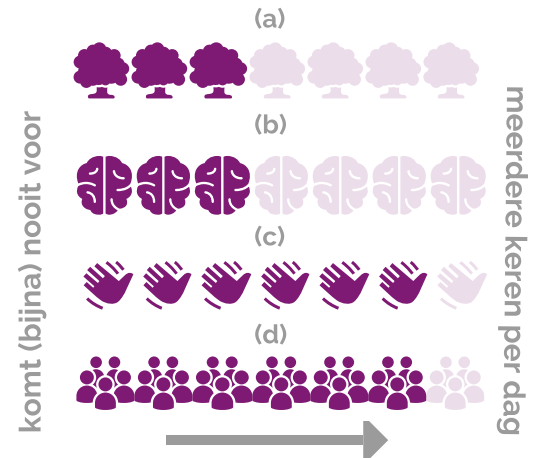 (a)
(b)
(c)
(d)
komt (bijna) nooit voor
meerdere keren per dag